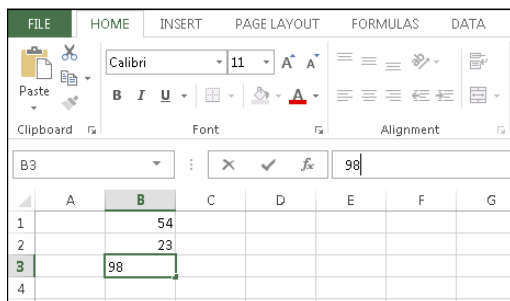 FILE HOME INSERT PAGE LAYOUT FORMULAS DATA
Calibri 11 A A
Paste B I U A
Clipboard Font Alignment
B3 fx 98
A B C D E F G
1 54
2 23
3 98
4